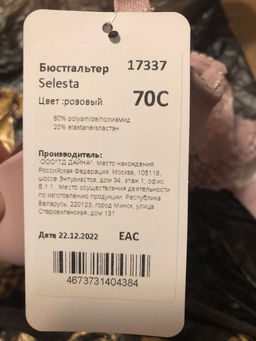 Бюстгальтер 17337
Selesta
Цвет :розовый 70C
80% polyamide/полиамид
20% elastane/эластан
Производитель:
ООО"ТД ДАЙНА". Место нахождения:
Российская Федерация, Москва, 105118,
шоссе Энтузиастов, дом 34, этаж 1, офис
Е.1.1. Место осуществления деятельности
по изготовлению продукции: Республика
Беларусь, 220123, город Минск, улица
Старовиленская, дом 131
Дата 22.12.2022 EAC
4673731404384